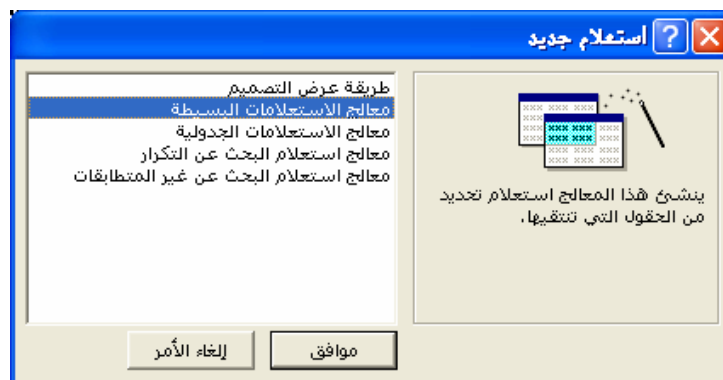 استعلام جديد
ينشئ هذا المعالج استعلام تحديد
من الحقول التي تنتقيها.
طريقة عرض التصميم
معالج الاستعلامات البسيطة
معالج الاستعلامات الجدولية
معالج استعلام البحث عن التكرار
معالج استعلام البحث عن غير المتطابقات
موافق
إلغاء الأمر